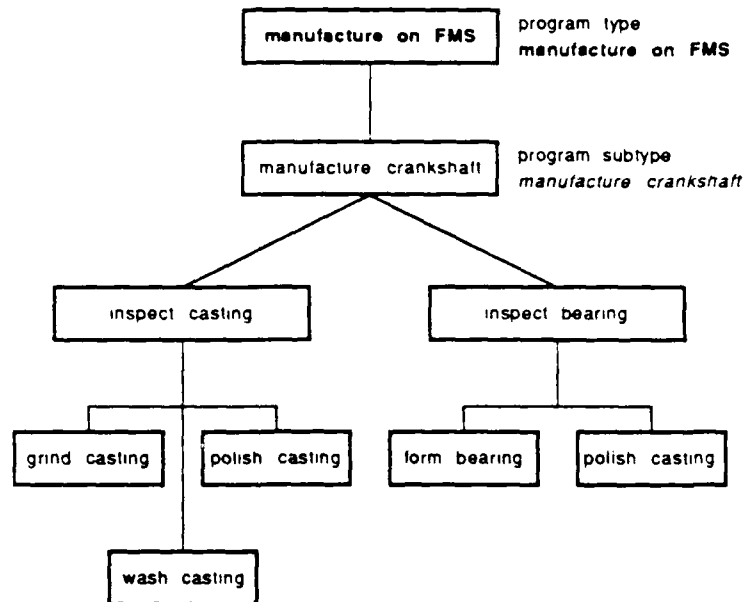 manufacture on FMS
program type
manufacture on FMS
manufacture crankshaft
program subtype
manufacture crankshaft
inspect casting
inspect bearing
grind casting
polish casting
form bearing
polish casting
wash casting